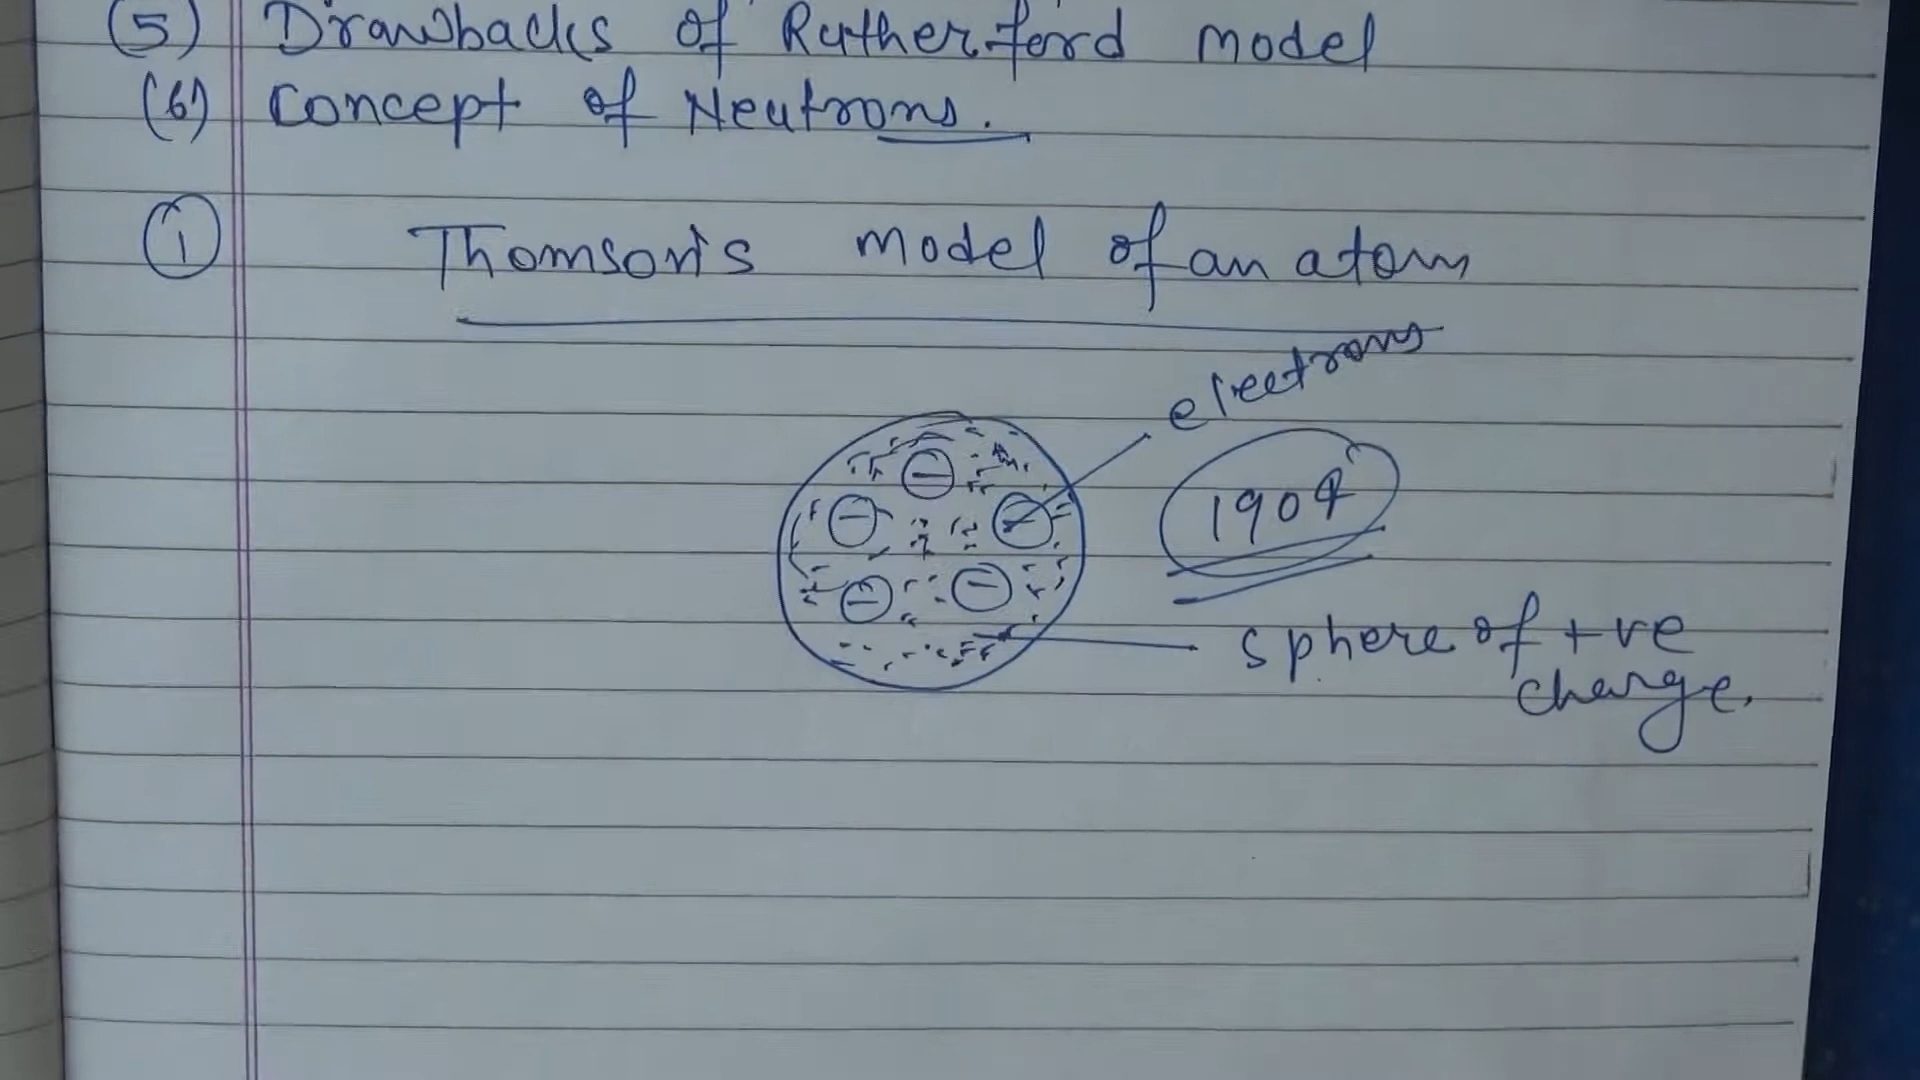 (5) Drawbacks of Rutherford model
(6) Concept of Neutrons.
1 Thomson's model of an atom
electrons
1904
sphere of +ve
charge.